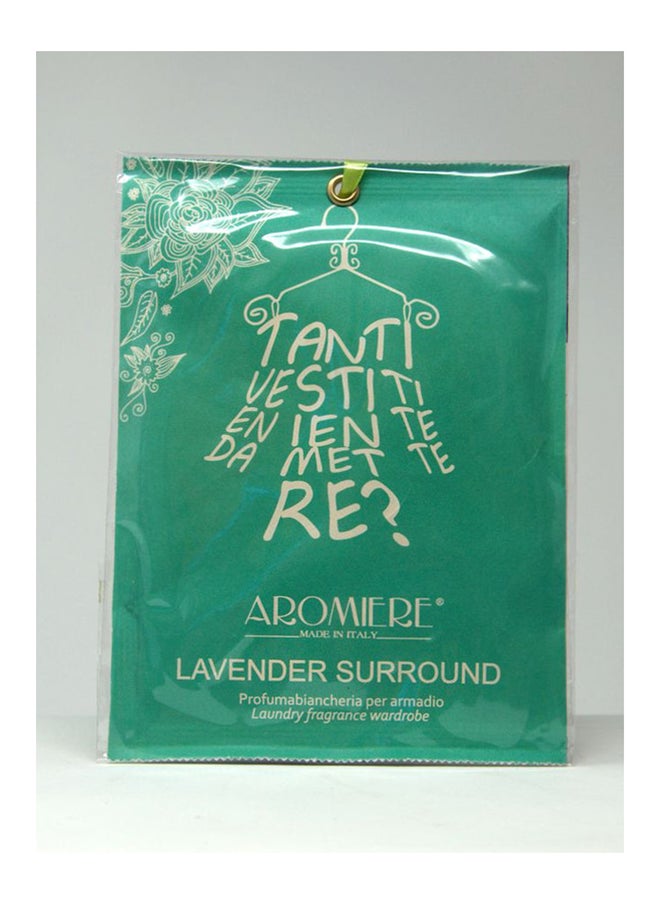 TANTI
VESTITI TI
EN IEN TE
DA MET TE
RE?
AROMIERE®
MADE IN ITALY
LAVENDER SURROUND
Profumabiancheria per armadio
Laundry fragrance wardrobe